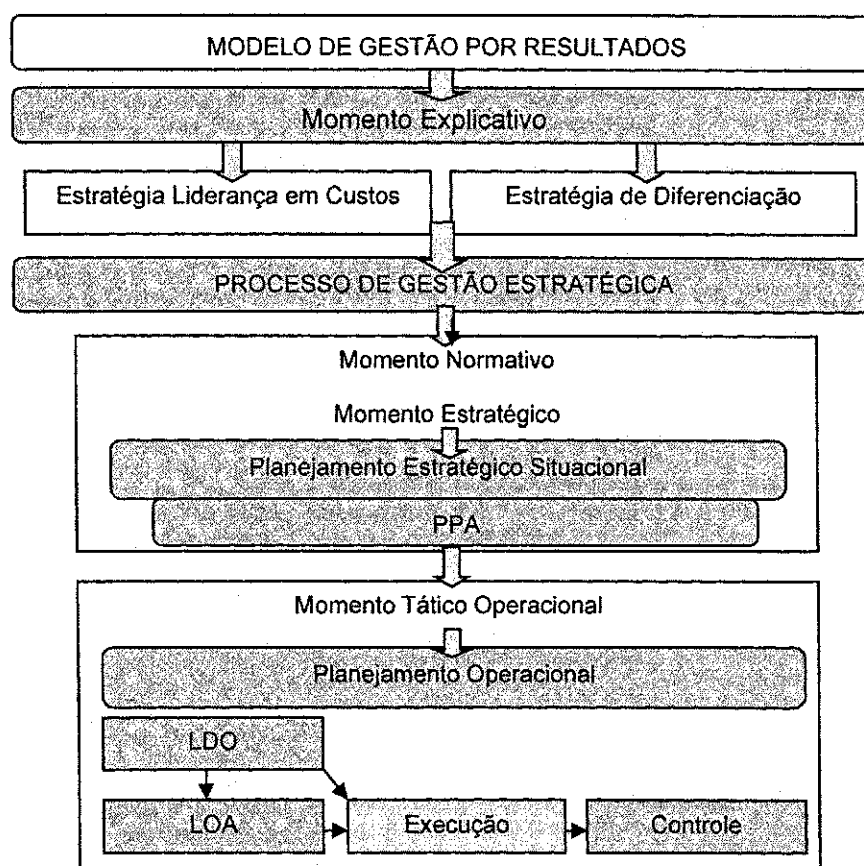 MODELO DE GESTÃO POR RESULTADOS
Momento Explicativo
Estratégia Liderança em Custos
Estratégia de Diferenciação
PROCESSO DE GESTÃO ESTRATÉGICA
Momento Normativo
Momento Estratégico
Planejamento Estratégico Situacional
PPA
Momento Tático Operacional
Planejamento Operacional
LDO
LOA
Execução
Controle